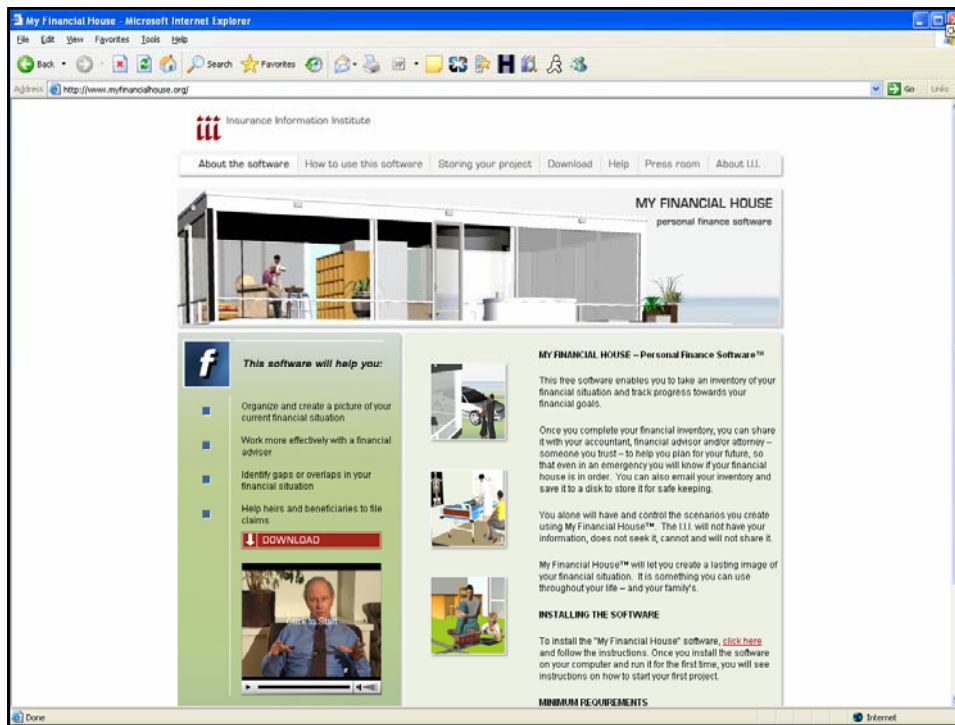 My Financial House - Microsoft Internet Explorer
File Edit View Favorites Tools Help
Back Search Favorites
Address http://www.myfinancialhouse.org/ Go Links
iii Insurance Information Institute
About the software How to use this software Storing your project Download Help Press room About I.I.I.
MY FINANCIAL HOUSE
personal finance software
f This software will help you:
Organize and create a picture of your
current financial situation
Work more effectively with a financial
adviser
Identify gaps or overlaps in your
financial situation
Help heirs and beneficiaries to file
claims
DOWNLOAD
Click to Start
MY FINANCIAL HOUSE – Personal Finance Software™
This free software enables you to take an inventory of your
financial situation and track progress towards your
financial goals.
Once you complete your financial inventory, you can share
it with your accountant, financial advisor and/or attorney –
someone you trust – to help you plan for your future, so
that even in an emergency you will know if your financial
house is in order. You can also email your inventory and
save it to a disk to store it for safe keeping.
You alone will have and control the scenarios you create
using My Financial House™. The I.I.I. will not have your
information, does not seek it, cannot and will not share it.
My Financial House™ will let you create a lasting image of
your financial situation. It is something you can use
throughout your life – and your family's.
INSTALLING THE SOFTWARE
To install the "My Financial House" software, click here
and follow the instructions. Once you install the software
on your computer and run it for the first time, you will see
instructions on how to start your first project.
MINIMUM REQUIREMENTS
Done Internet